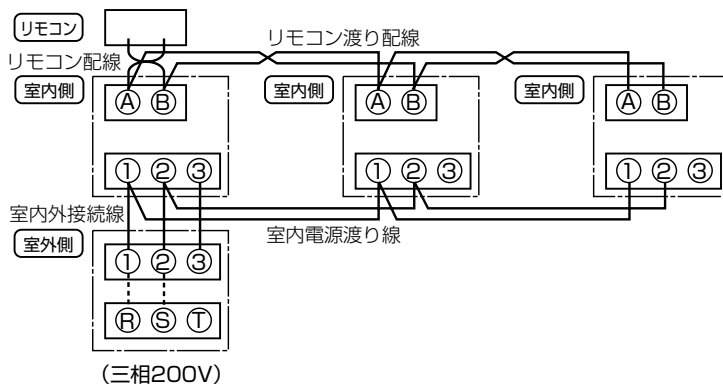 リモコン
リモコン渡り配線
リモコン配線
室内側
室内側
室内側
Ⓐ Ⓑ
Ⓐ Ⓑ
Ⓐ Ⓑ
① ② ③
① ② ③
① ② ③
室内外接続線
室内電源渡り線
室外側
① ② ③
Ⓡ Ⓢ Ⓣ
（三相200V）